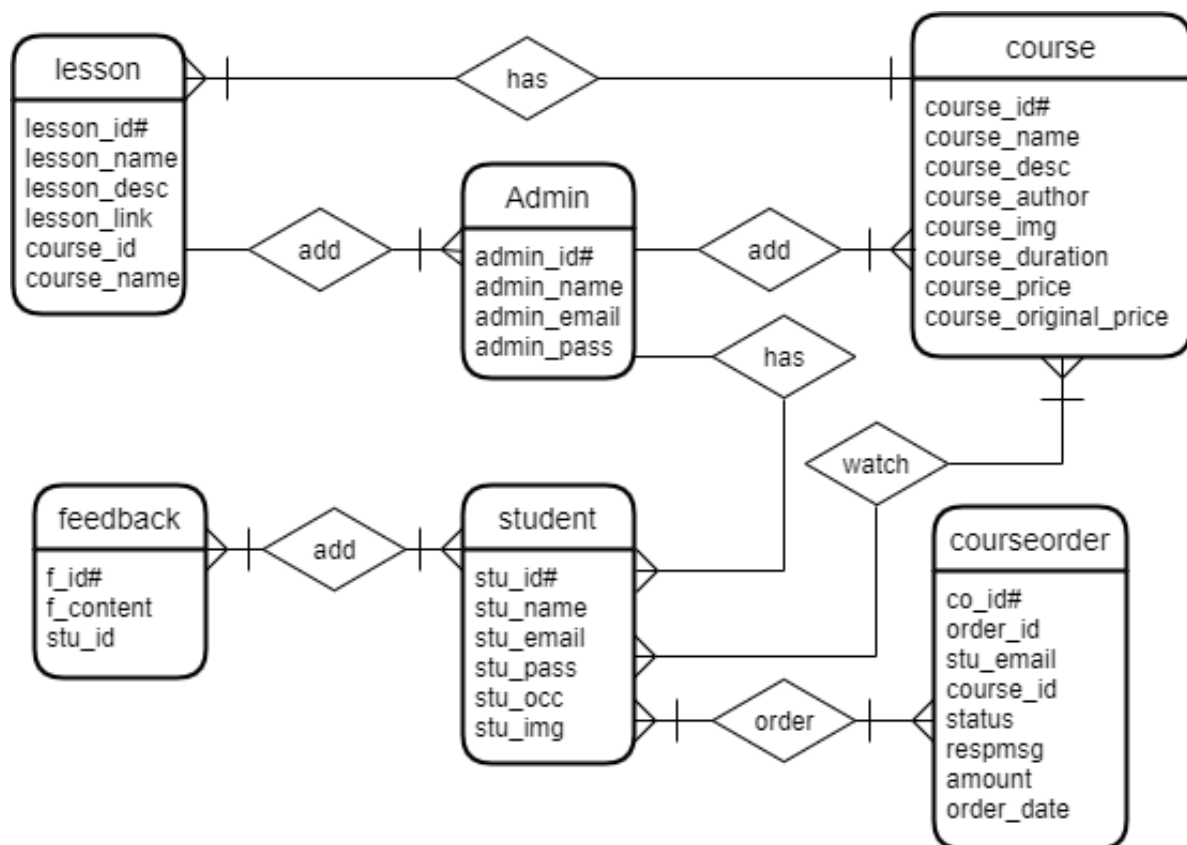 lesson
lesson_id#
lesson_name
lesson_desc
lesson_link
course_id
course_name
has
course
course_id#
course_name
course_desc
course_author
course_img
course_duration
course_price
course_original_price
add
Admin
admin_id#
admin_name
admin_email
admin_pass
add
has
watch
feedback
f_id#
f_content
stu_id
add
student
stu_id#
stu_name
stu_email
stu_pass
stu_occ
stu_img
order
courseorder
co_id#
order_id
stu_email
course_id
status
respmsg
amount
order_date